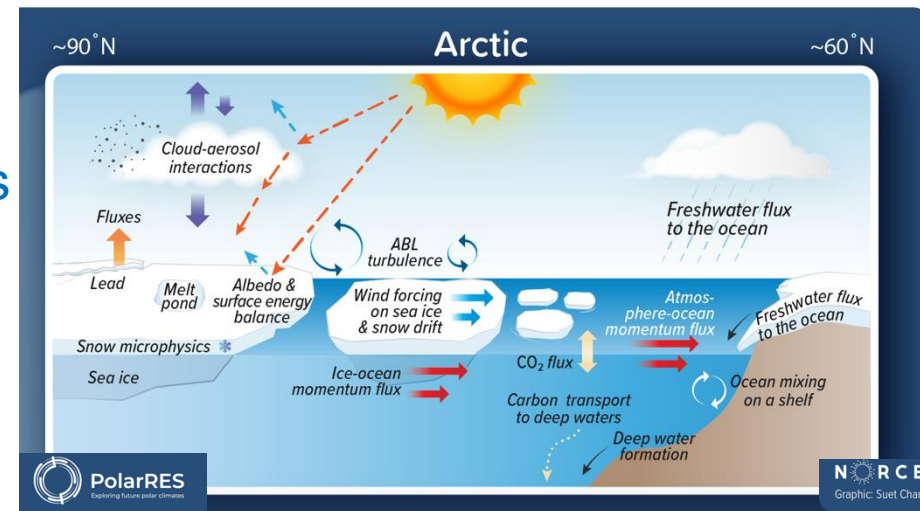 ~90°N
Arctic
~60°N
s
Cloud-aerosol
interactions
Fluxes
ABL
turbulence
Freshwater flux
to the ocean
Lead
Melt
pond
Albedo &
surface energy
balance
Wind forcing
on sea ice
& snow drift
Atmos-
phere-ocean
momentum flux
Freshwater flux
to the ocean
Snow microphysics
Sea ice
Ice-ocean
momentum flux
CO₂ flux
Ocean mixing
on a shelf
Carbon transport
to deep waters
Deep water
formation
PolarRES
Exploring future polar climates
NORCE
Graphic: Suet Chan